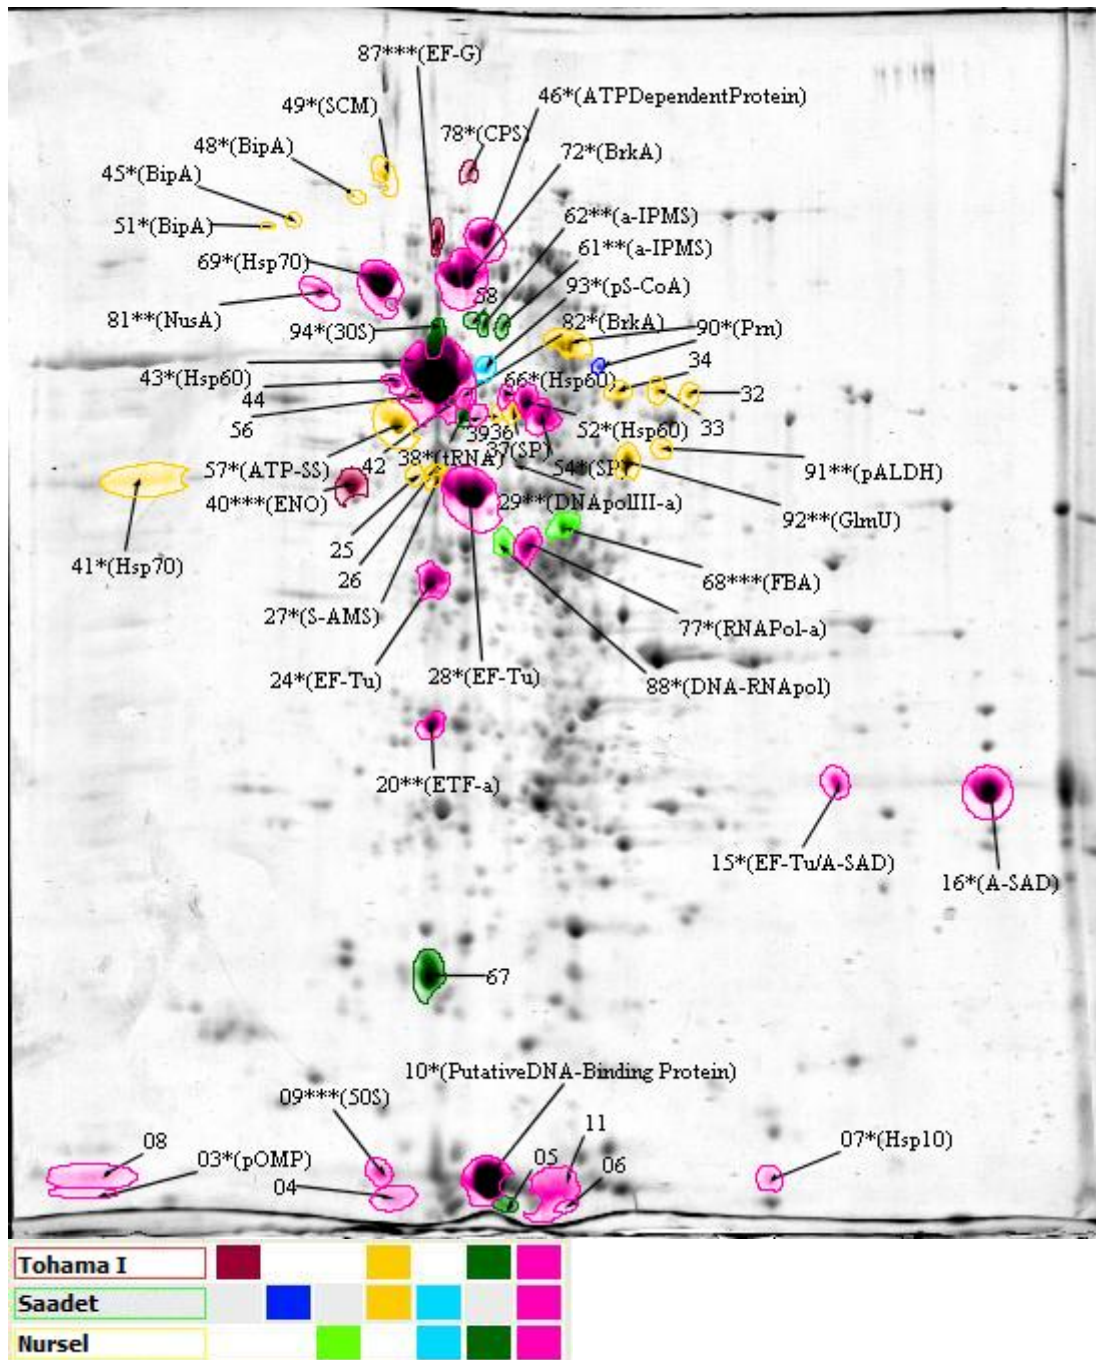 87***(EF-G)
46*(ATPDependentProtein)
49*(SCM)
78*(CPS)
48*(BipA)
72*(BrkA)
45*(BipA)
62**(a-IPMS)
51*(BipA)
61**(a-IPMS)
69*(Hsp70)
93*(pS-CoA)
58
81**(NusA)
94*(30S)
82*(BrkA)
90*(Prn)
34
43*(Hsp60)
66*(Hsp60)
32
44
56
3936
52*(Hsp60)
33
37(SP)
57*(ATP-SS)
42
38*(tRNA)
54*(SP)
91**(pALDH)
40***(ENO)
29**(DNApolIII-a)
92**(GlmU)
25
41*(Hsp70)
26
68***(FBA)
27*(S-AMS)
77*(RNAPol-a)
24*(EF-Tu)
28*(EF-Tu)
88*(DNA-RNApol)
20**(ETF-a)
15*(EF-Tu/A-SAD)
16*(A-SAD)
67
10*(PutativeDNA-Binding Protein)
09***(50S)
08
11
07*(Hsp10)
03*(pOMP)
05
06
04
Tohama I
Saadet
Nursel